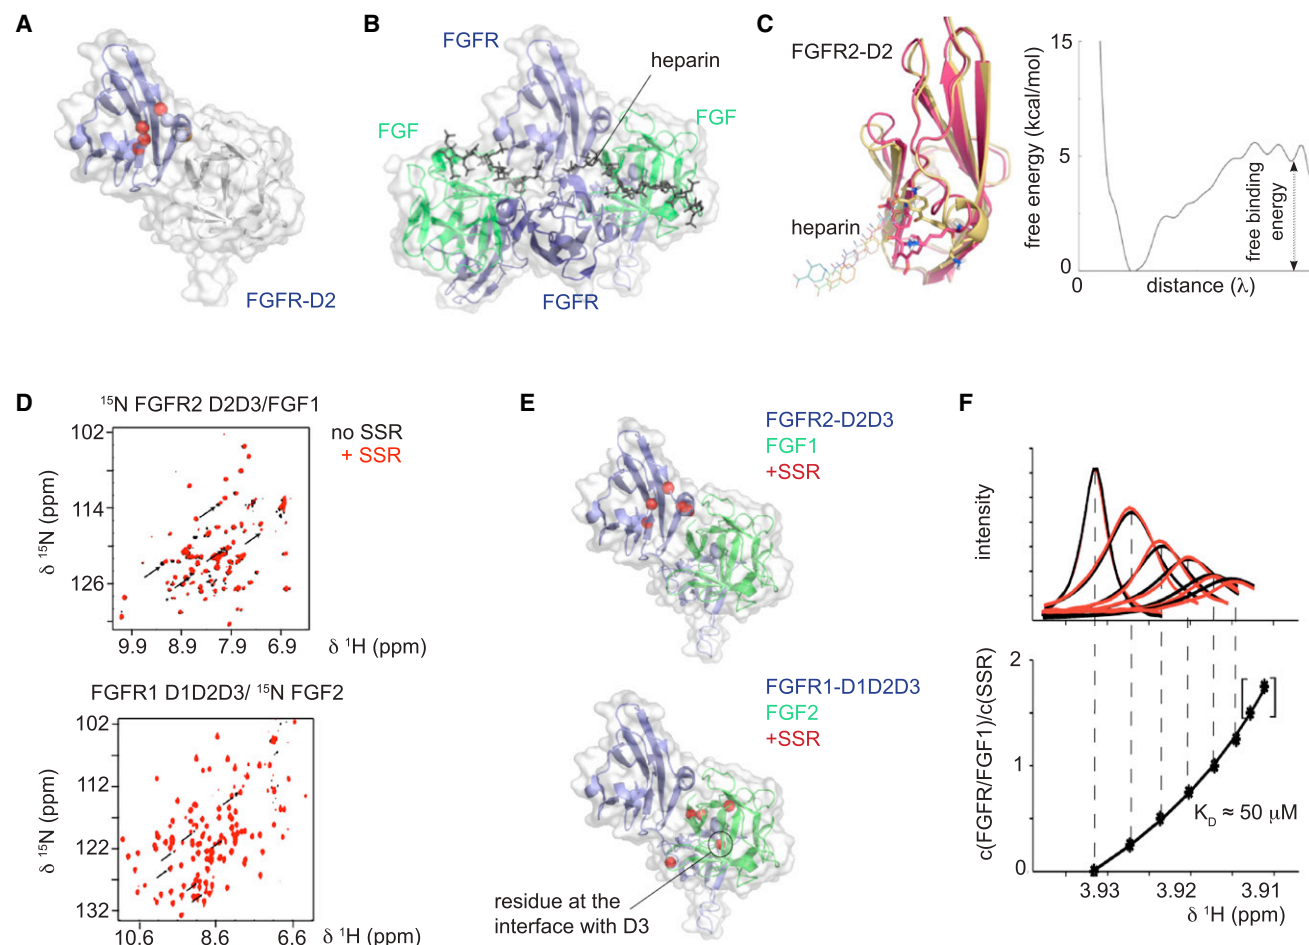 A
FGFR-D2
B
FGFR
heparin
FGF
FGF
FGFR
C
FGFR2-D2
heparin
free energy (kcal/mol)
15
5
0
0
distance (λ)
free binding
energy
D
¹⁵N FGFR2 D2D3/FGF1
no SSR
+ SSR
δ ¹⁵N (ppm)
102
114
126
9.9 8.9 7.9 6.9 δ ¹H (ppm)
FGFR1 D1D2D3/ ¹⁵N FGF2
δ ¹⁵N (ppm)
102
112
122
132
10.6 8.6 6.6 δ ¹H (ppm)
E
FGFR2-D2D3
FGF1
+SSR
FGFR1-D1D2D3
FGF2
+SSR
residue at the
interface with D3
F
intensity
c(FGFR/FGF1)/c(SSR)
2
1
0
K_D ≈ 50 μM
3.93 3.92 3.91
δ ¹H (ppm)